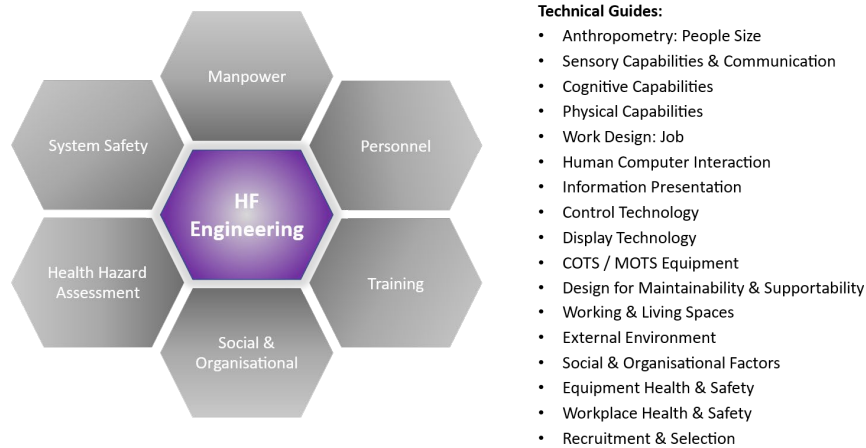 Manpower
System Safety
Personnel
HF
Engineering
Health Hazard
Assessment
Training
Social &
Organisational
Technical Guides:
• Anthropometry: People Size
• Sensory Capabilities & Communication
• Cognitive Capabilities
• Physical Capabilities
• Work Design: Job
• Human Computer Interaction
• Information Presentation
• Control Technology
• Display Technology
• COTS / MOTS Equipment
• Design for Maintainability & Supportability
• Working & Living Spaces
• External Environment
• Social & Organisational Factors
• Equipment Health & Safety
• Workplace Health & Safety
• Recruitment & Selection